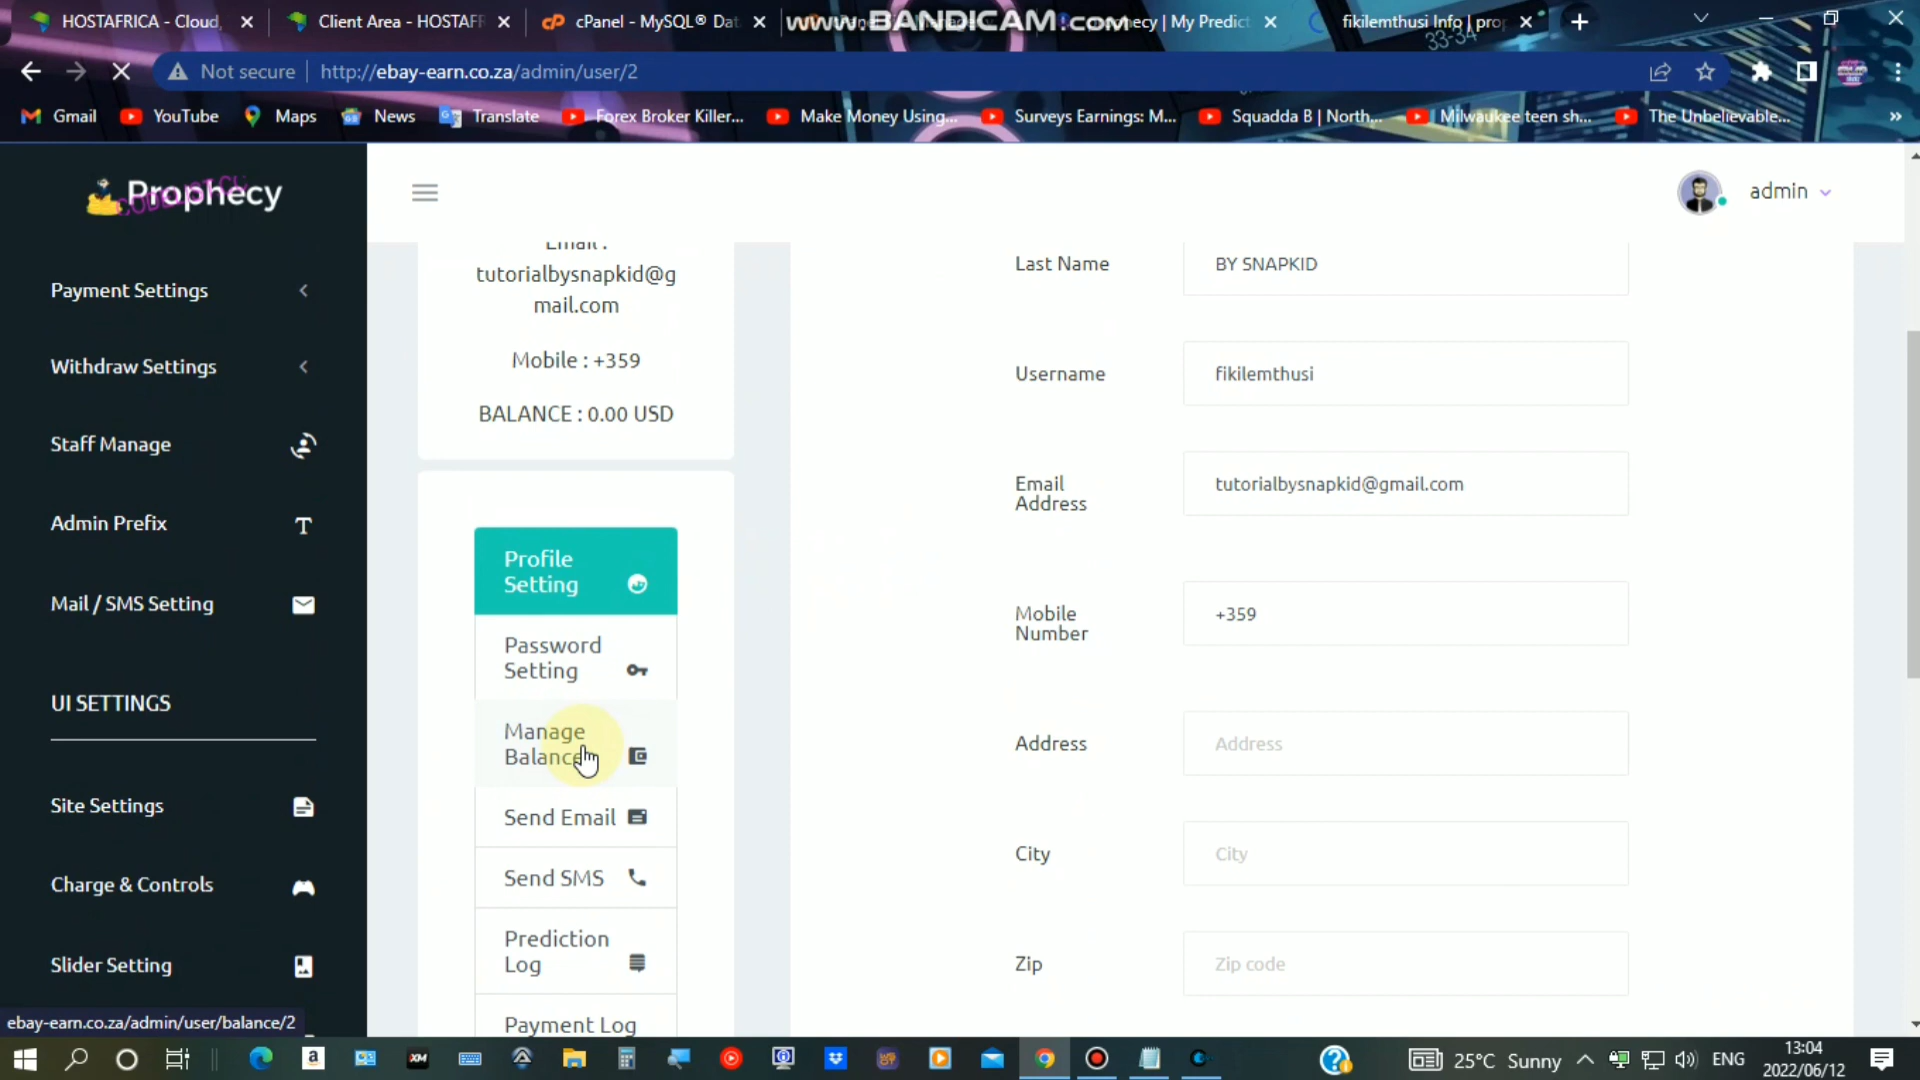 HOSTAFRICA - Cloud,
Client Area - HOSTAFR
cPanel - MySQL® Dat
www.BANDICAM.com
| My Predict
fikilemthusi Info | prop
33-34
Not secure
http://ebay-earn.co.za/admin/user/2
Gmail
YouTube
Maps
News
Translate
Forex Broker Killer...
Make Money Using...
Surveys Earnings: M...
Squadda B | North...
Milwaukee teen sh...
The Unbelievable...
»
Prophecy
admin
Payment Settings
Withdraw Settings
Staff Manage
Admin Prefix
Mail / SMS Setting
UI SETTINGS
Site Settings
Charge & Controls
Slider Setting
Email :
tutorialbysnapkid@g
mail.com
Mobile : +359
BALANCE : 0.00 USD
Profile
Setting
Password
Setting
Manage
Balance
Send Email
Send SMS
Prediction
Log
Payment Log
Last Name
BY SNAPKID
Username
fikilemthusi
Email
Address
tutorialbysnapkid@gmail.com
Mobile
Number
+359
Address
Address
City
City
Zip
Zip code
ebay-earn.co.za/admin/user/balance/2
25°C Sunny
ENG
13:04
2022/06/12